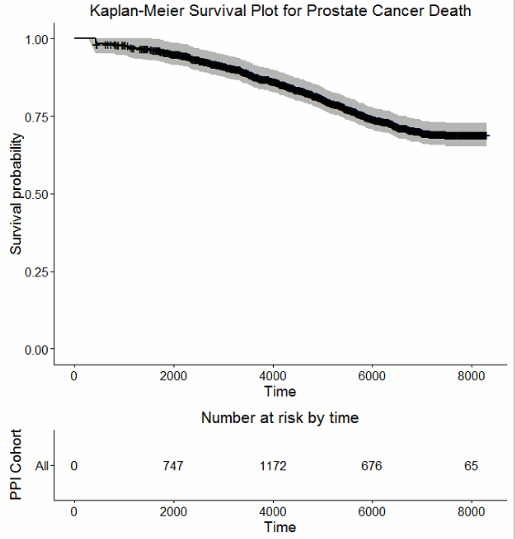 Kaplan-Meier Survival Plot for Prostate Cancer Death
Survival probability
1.00
0.75
0.50
0.25
0.00
0 2000 4000 6000 8000
Time
Number at risk by time
PPI Cohort
All 0 747 1172 676 65
0 2000 4000 6000 8000
Time